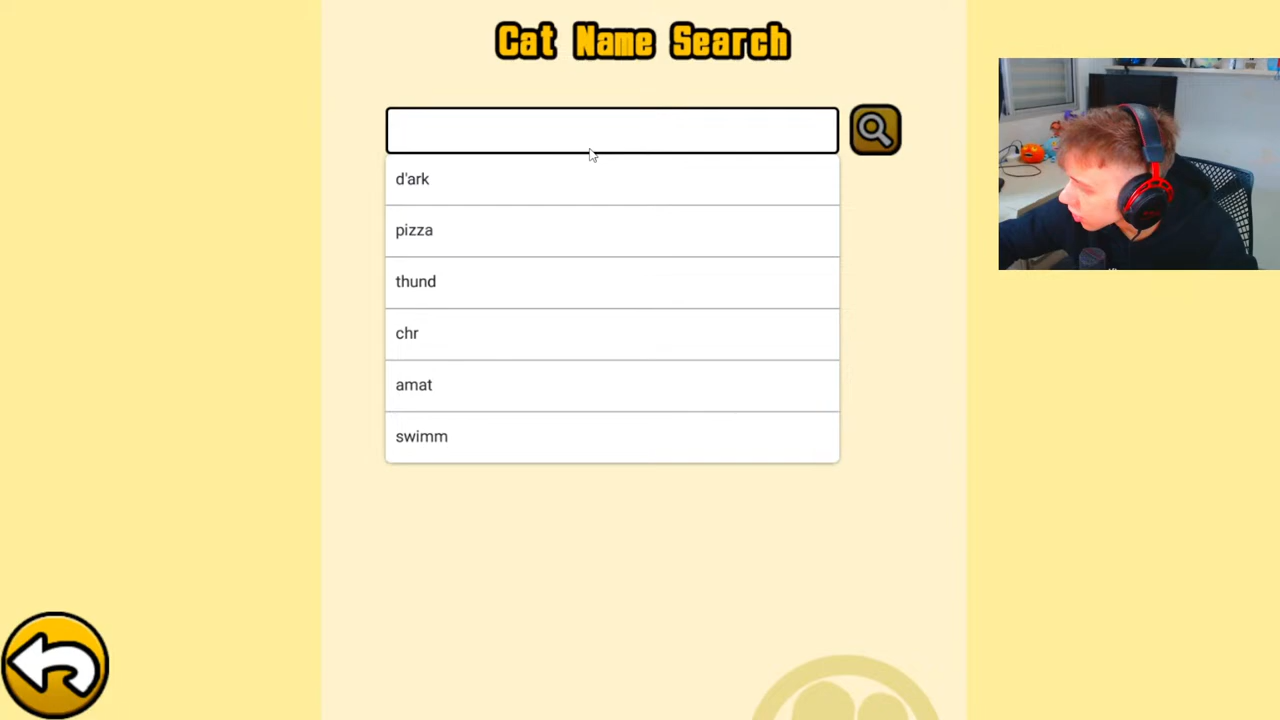 Cat Name Search
d'ark
pizza
thund
chr
amat
swimm